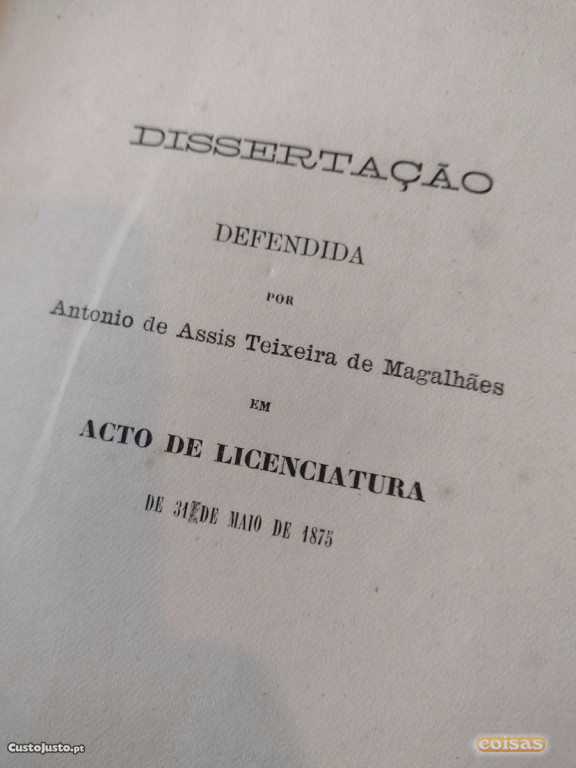 DISSERTAÇÃO
DEFENDIDA
POR
Antonio de Assis Teixeira de Magalhães
EM
ACTO DE LICENCIATURA
DE 31 DE MAIO DE 1875
CustoJusto.pt
coisas